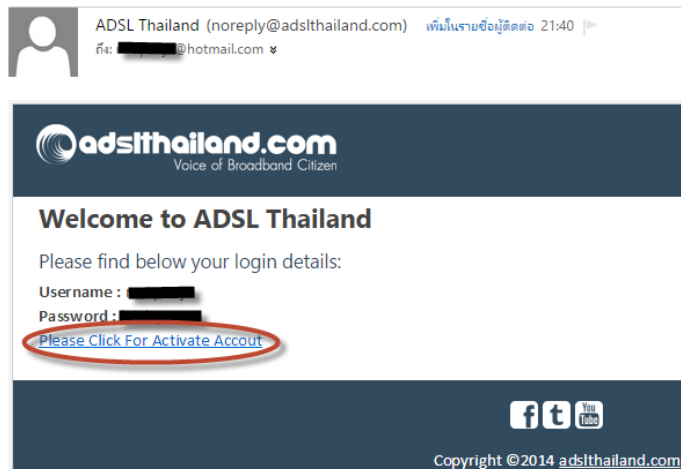 ADSL Thailand (noreply@adslthailand.com) เพิ่มในรายชื่อผู้ติดต่อ 21:40
ถึง: @hotmail.com
adslthailand.com
Voice of Broadband Citizen
Welcome to ADSL Thailand
Please find below your login details:
Username :
Password :
Please Click For Activate Accout
f t You Tube
Copyright ©2014 adslthailand.com